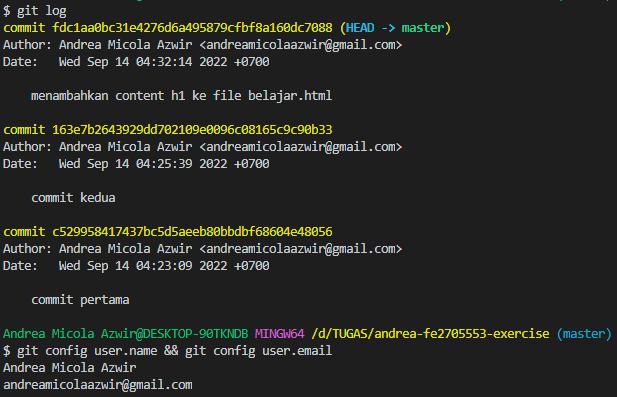 $ git log
commit fdc1aa0bc31e4276d6a495879cfbf8a160dc7088 (HEAD -> master)
Author: Andrea Micola Azwir <andreamicolaazwir@gmail.com>
Date:   Wed Sep 14 04:32:14 2022 +0700

    menambahkan content h1 ke file belajar.html

commit 163e7b2643929dd702109e0096c08165c9c90b33
Author: Andrea Micola Azwir <andreamicolaazwir@gmail.com>
Date:   Wed Sep 14 04:25:39 2022 +0700

    commit kedua

commit c529958417437bc5d5aeeb80bbdbf68604e48056
Author: Andrea Micola Azwir <andreamicolaazwir@gmail.com>
Date:   Wed Sep 14 04:23:09 2022 +0700

    commit pertama

Andrea Micola Azwir@DESKTOP-90TKNDB MINGW64 /d/TUGAS/andrea-fe2705553-exercise (master)
$ git config user.name && git config user.email
Andrea Micola Azwir
andreamicolaazwir@gmail.com